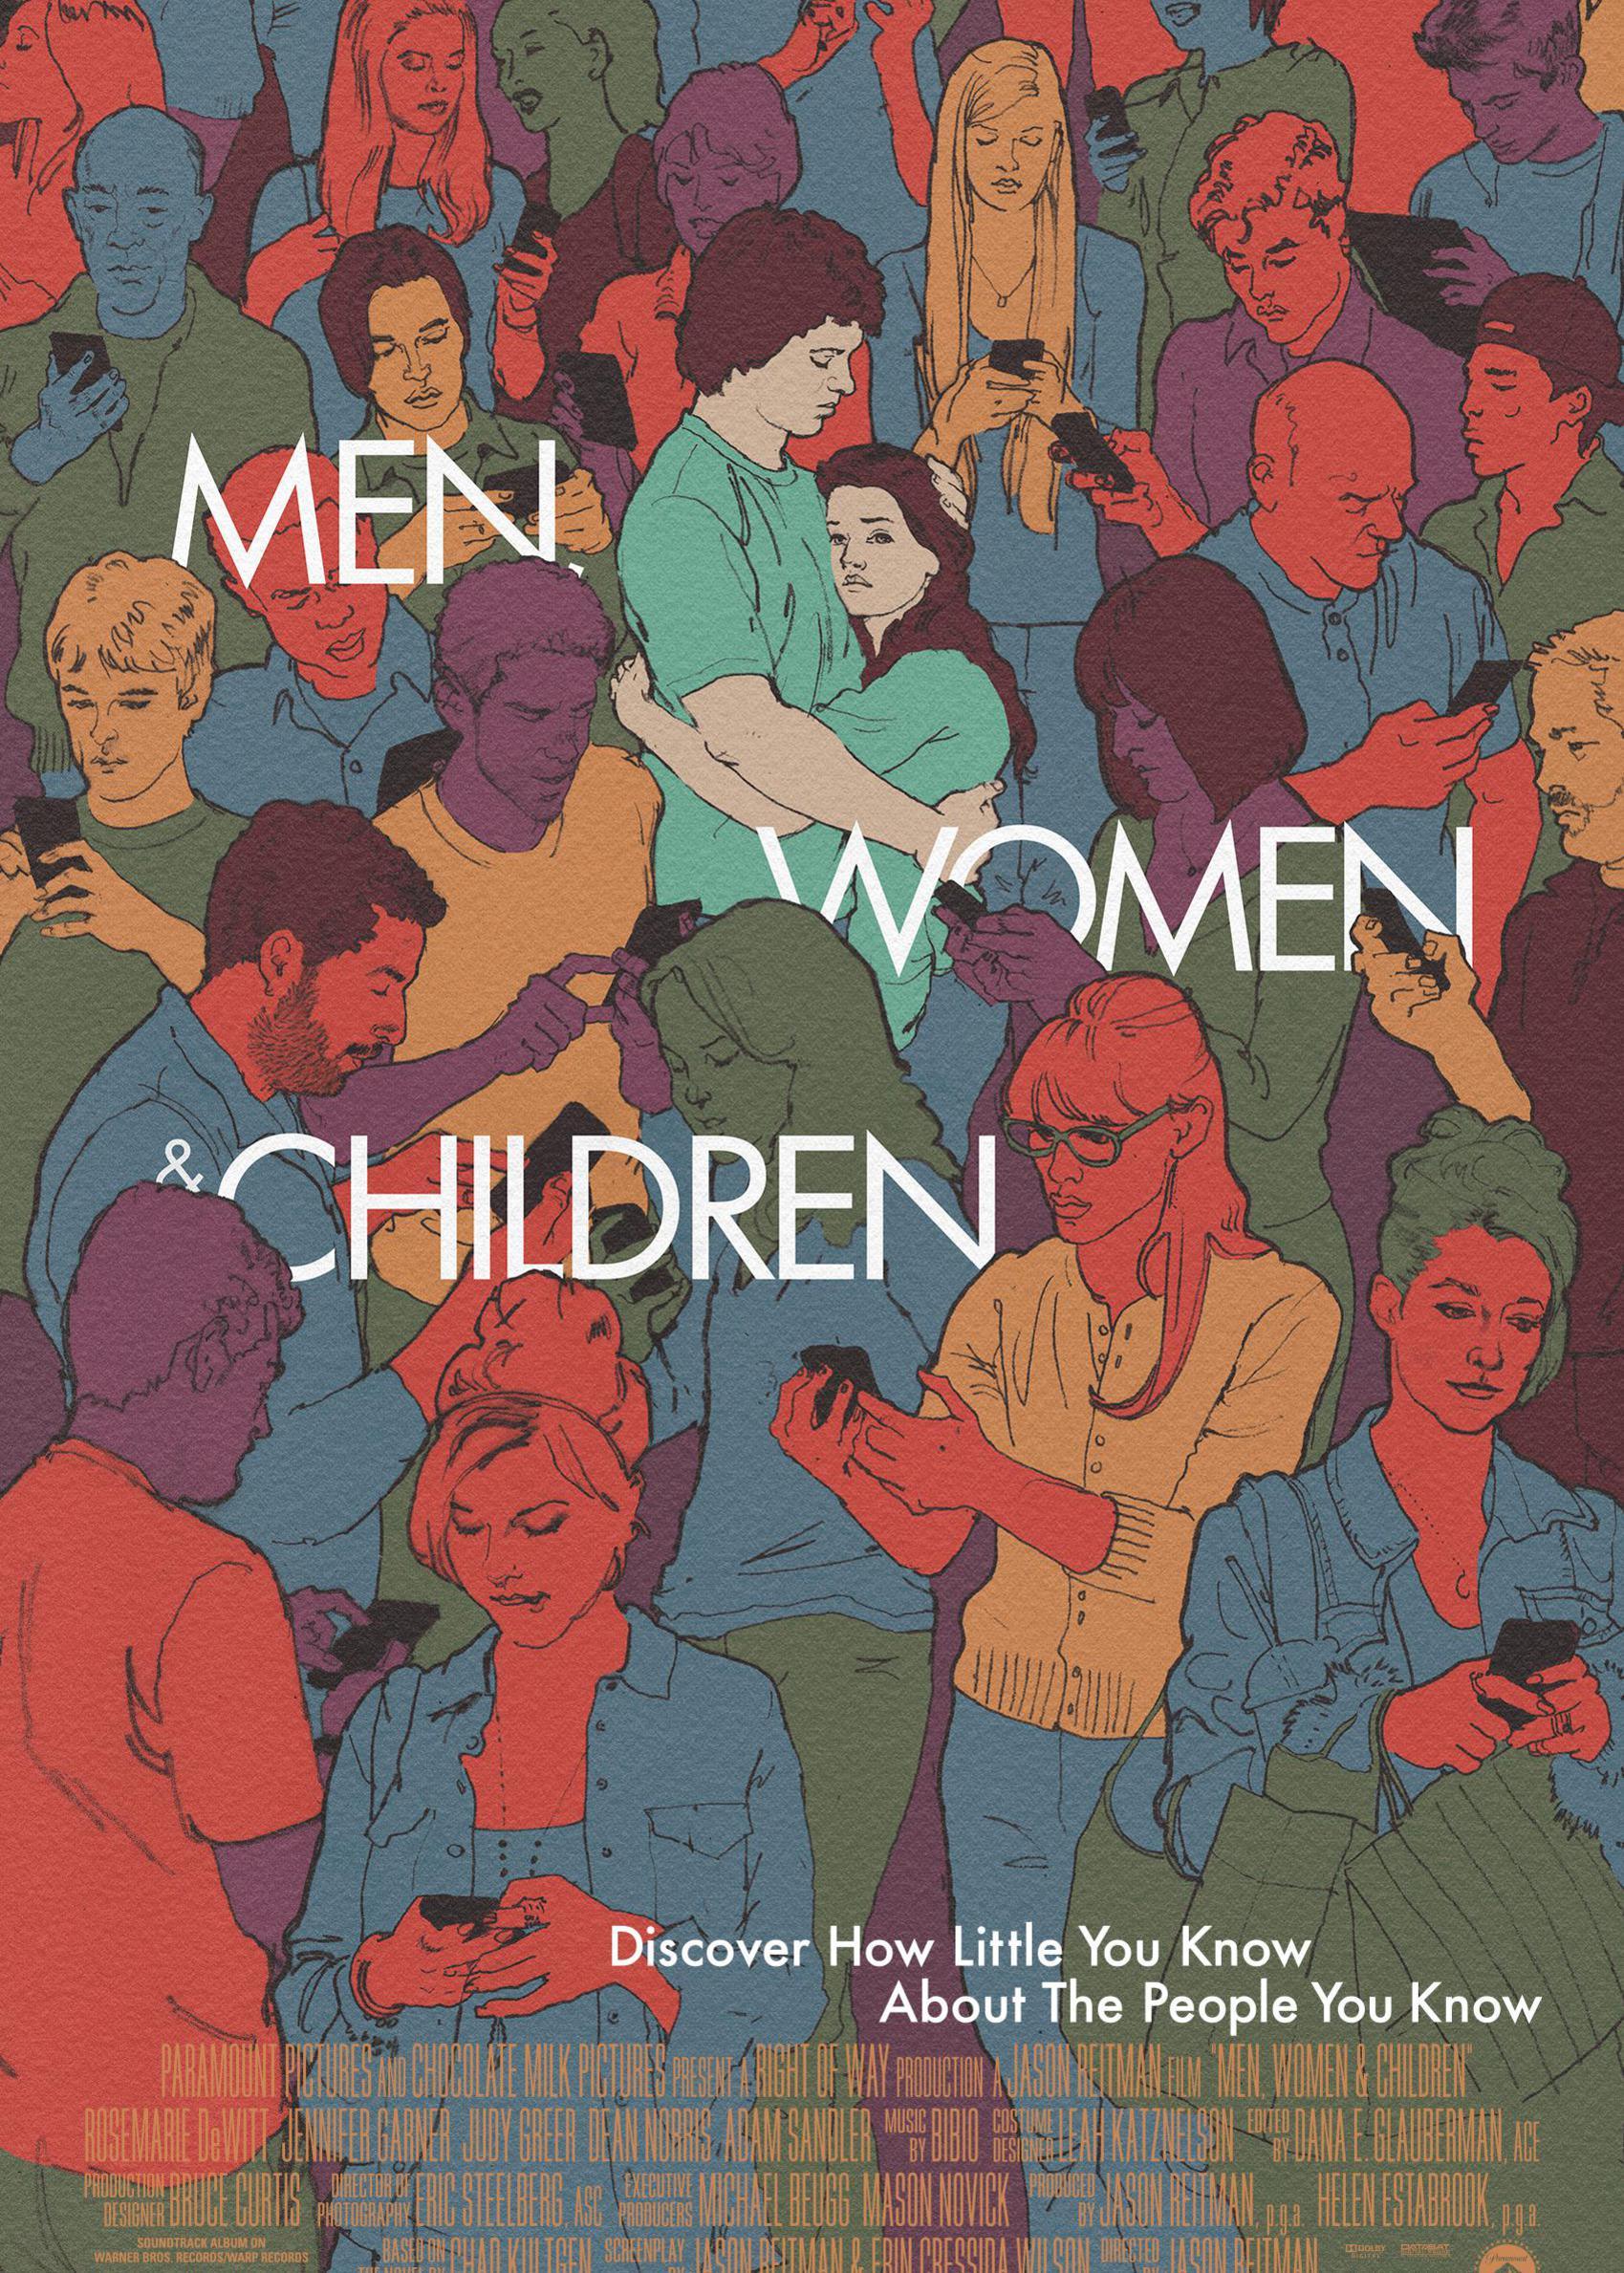 MEN,
WOMEN
& CHILDREN
Discover How Little You Know
About The People You Know
PARAMOUNT PICTURES AND CHOCOLATE MILK PICTURES PRESENT A RIGHT OF WAY PRODUCTION A JASON REITMAN FILM "MEN, WOMEN & CHILDREN"
ROSEMARIE DeWITT JENNIFER GARNER JUDY GREER DEAN NORRIS ADAM SANDLER MUSIC BY BIBIO COSTUME DESIGNER LEAH KATZNELSON EDITED BY DANA E. GLAUBERMAN, ACE
PRODUCTION DESIGNER BRUCE CURTIS DIRECTOR OF PHOTOGRAPHY ERIC STEELBERG, ASC EXECUTIVE PRODUCERS MICHAEL BEUGG MASON NOVICK PRODUCED BY JASON REITMAN, p.g.a. HELEN ESTABROOK, p.g.a.
SOUNDTRACK ALBUM ON
WARNER BROS. RECORDS/WARP RECORDS
BASED ON THE NOVEL BY CHAD KULTGEN SCREENPLAY BY JASON REITMAN & ERIN CRESSIDA WILSON DIRECTED BY JASON REITMAN
DOLBY DIGITAL DATASAT
Paramount